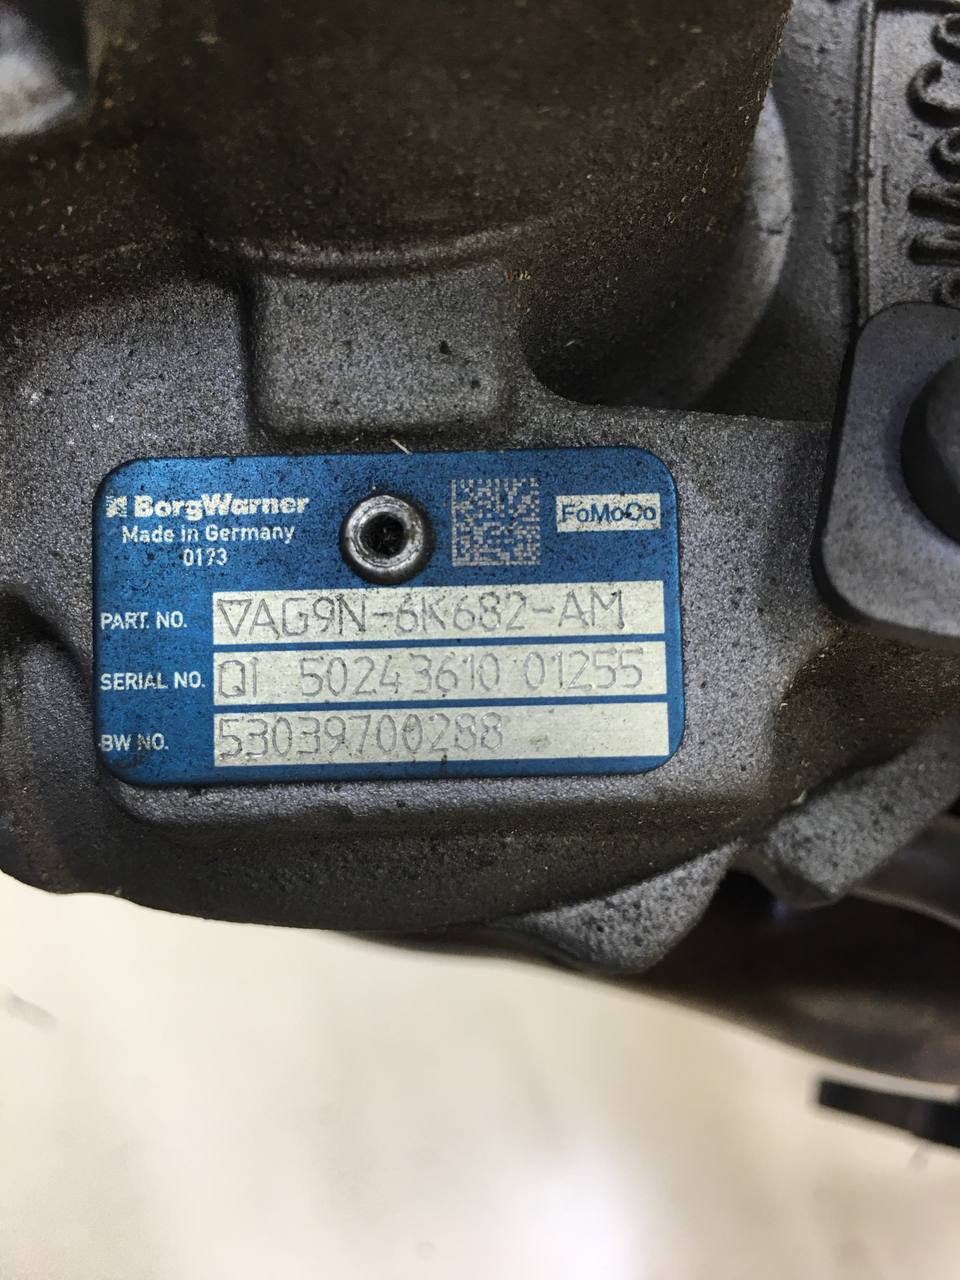 BorgWarner
Made in Germany
0173
FoMoCo
PART. NO. ▽AG9N-6K682-AM
SERIAL NO. QI 50243610 01255
BW NO. 53039700288
FoMoCo